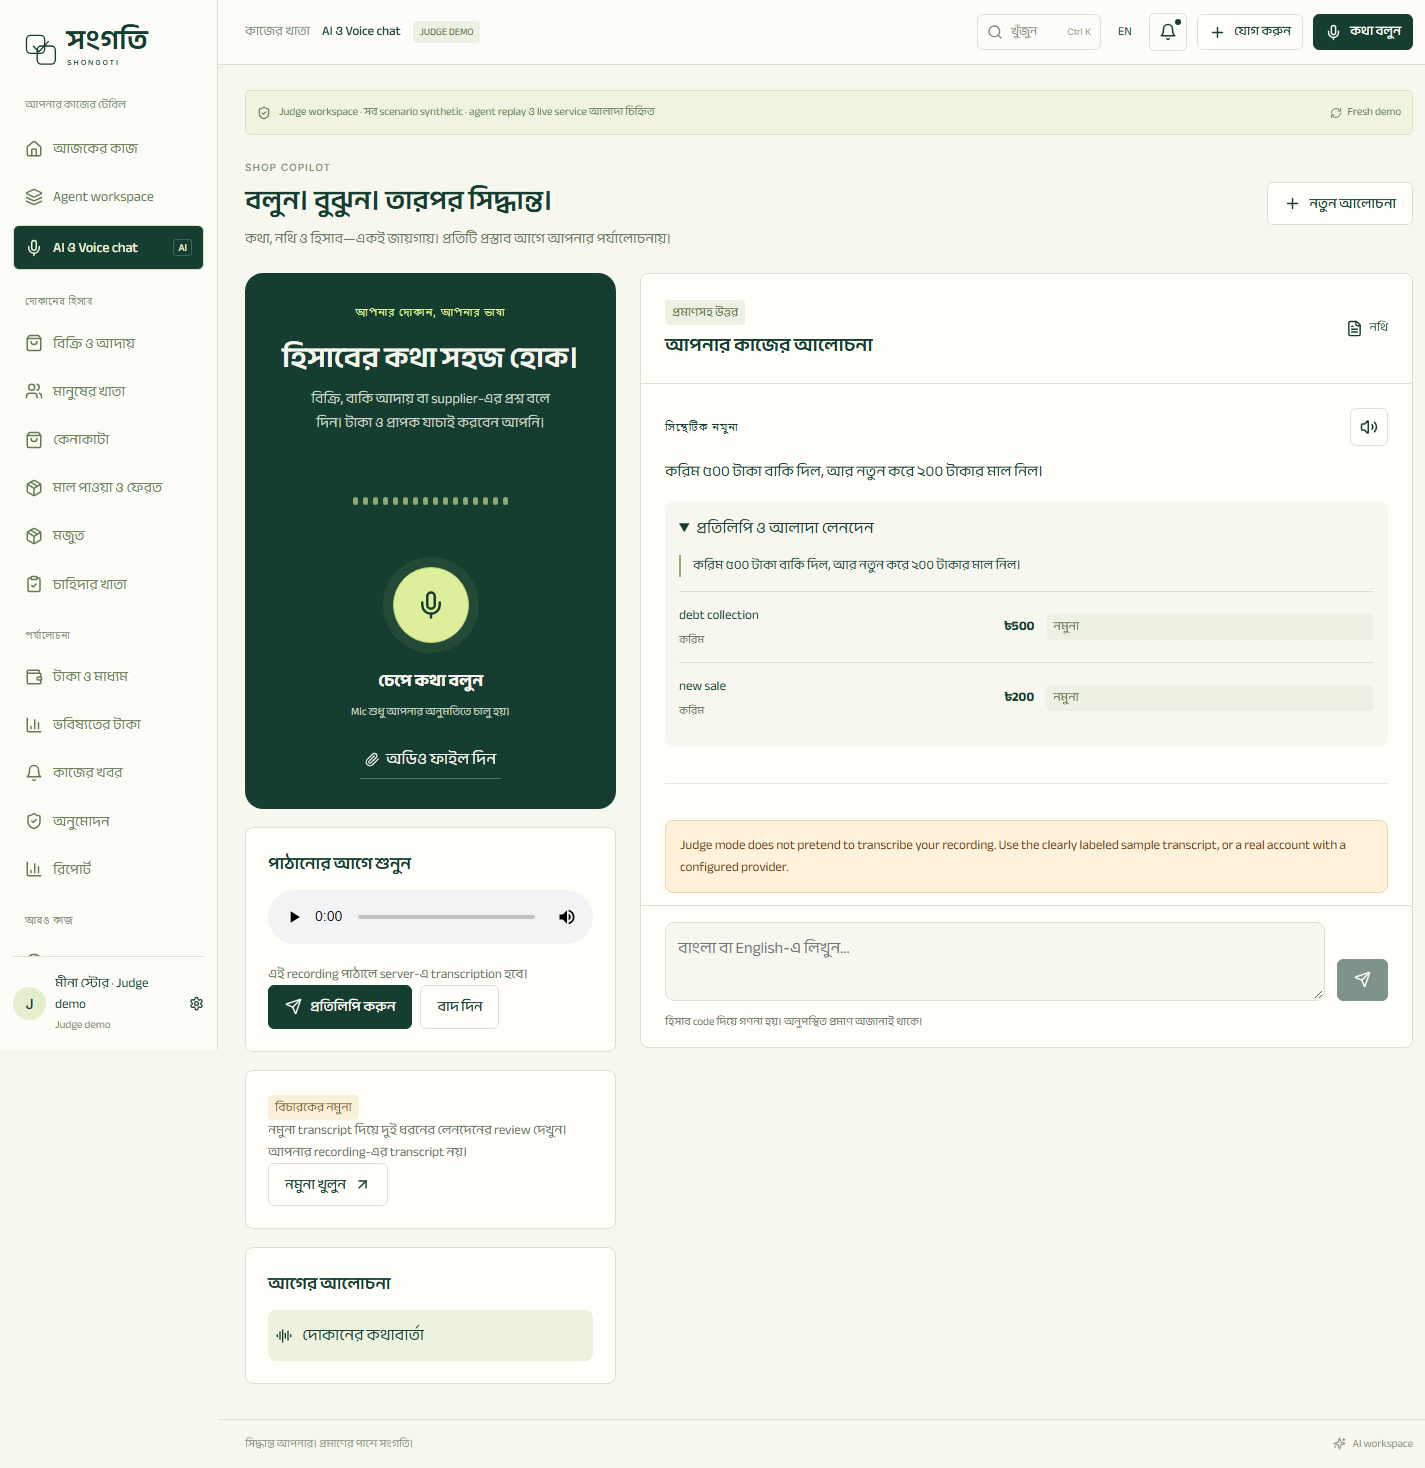 সংগতি
SHONGOTI
আপনার কাজের টেবিল
আজকের কাজ
Agent workspace
AI ও Voice chat
AI
দোকানের হিসাব
বিক্রি ও আদায়
মানুষের খাতা
কেনাকাটা
মাল পাওয়া ও ফেরত
মজুত
চাহিদার খাতা
পর্যালোচনা
টাকা ও মাধ্যম
ভবিষ্যতের টাকা
কাজের খবর
অনুমোদন
রিপোর্ট
আরও কাজ
J
মীনা স্টোর · Judge
demo
Judge demo
কাজের খাতা
AI ও Voice chat
JUDGE DEMO
খুঁজুন
Ctrl K
EN
যোগ করুন
কথা বলুন
Judge workspace · সব scenario synthetic · agent replay ও live service আলাদা চিহ্নিত
Fresh demo
SHOP COPILOT
বলুন। বুঝুন। তারপর সিদ্ধান্ত।
কথা, নথি ও হিসাব—একই জায়গায়। প্রতিটি প্রস্তাব আগে আপনার পর্যালোচনায়।
নতুন আলোচনা
আপনার দোকান, আপনার ভাষা
হিসাবের কথা সহজ হোক।
বিক্রি, বাকি আদায় বা supplier-এর প্রশ্ন বলে
দিন। টাকা ও প্রাপক যাচাই করবেন আপনি।
চেপে কথা বলুন
Mic শুধু আপনার অনুমতিতে চালু হয়।
অডিও ফাইল দিন
পাঠানোর আগে শুনুন
0:00
এই recording পাঠালে server-এ transcription হবে।
প্রতিলিপি করুন
বাদ দিন
বিচারকের নমুনা
নমুনা transcript দিয়ে দুই ধরনের লেনদেনের review দেখুন।
আপনার recording-এর transcript নয়।
নমুনা খুলুন
আগের আলোচনা
দোকানের কথাবার্তা
প্রমাণসহ উত্তর
আপনার কাজের আলোচনা
নথি
সিন্থেটিক নমুনা
করিম ৫০০ টাকা বাকি দিল, আর নতুন করে ২০০ টাকার মাল নিল।
প্রতিলিপি ও আলাদা লেনদেন
করিম ৫০০ টাকা বাকি দিল, আর নতুন করে ২০০ টাকার মাল নিল।
debt collection
করিম
৳500
নমুনা
new sale
করিম
৳200
নমুনা
Judge mode does not pretend to transcribe your recording. Use the clearly labeled sample transcript, or a real account with a
configured provider.
বাংলা বা English-এ লিখুন...
হিসাব code দিয়ে গণনা হয়। অনুপস্থিত প্রমাণ অজানাই থাকে।
সিদ্ধান্ত আপনার। প্রমাণের পাশে সংগতি।
AI workspace